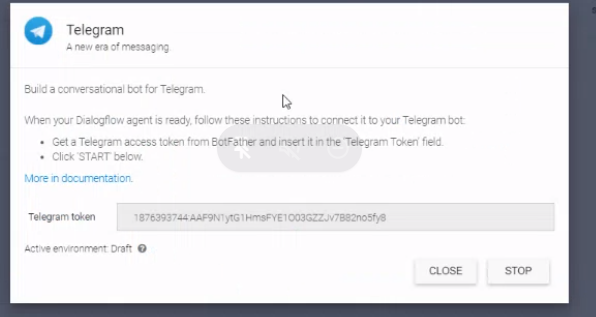 Telegram
A new era of messaging.
Build a conversational bot for Telegram.
When your Dialogflow agent is ready, follow these instructions to connect it to your Telegram bot:
• Get a Telegram access token from BotFather and insert it in the 'Telegram Token' field.
• Click 'START' below.
More in documentation.
Telegram token
Active environment: Draft
CLOSE STOP